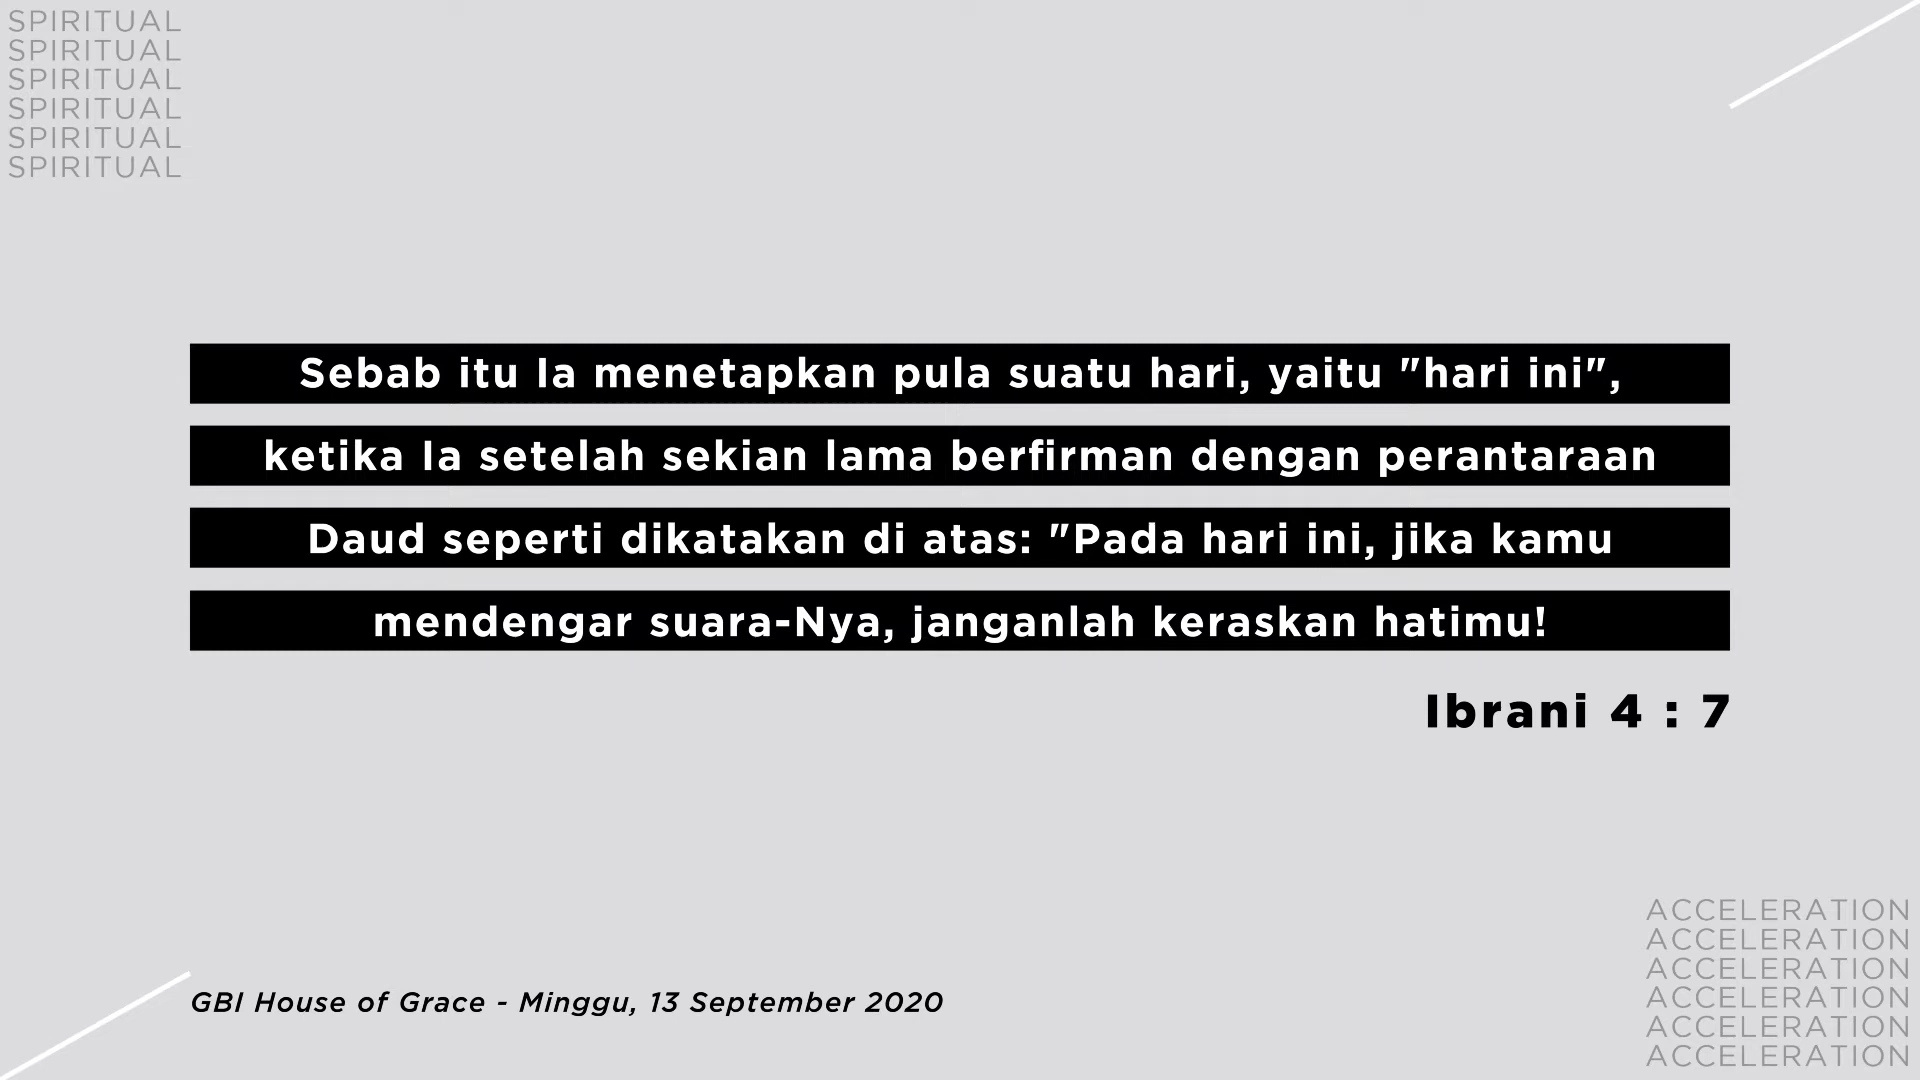 SPIRITUAL
SPIRITUAL
SPIRITUAL
SPIRITUAL
SPIRITUAL
SPIRITUAL
Sebab itu Ia menetapkan pula suatu hari, yaitu "hari ini",
ketika Ia setelah sekian lama berfirman dengan perantaraan
Daud seperti dikatakan di atas: "Pada hari ini, jika kamu
mendengar suara-Nya, janganlah keraskan hatimu!
Ibrani 4 : 7
ACCELERATION
ACCELERATION
ACCELERATION
ACCELERATION
ACCELERATION
ACCELERATION
GBI House of Grace - Minggu, 13 September 2020